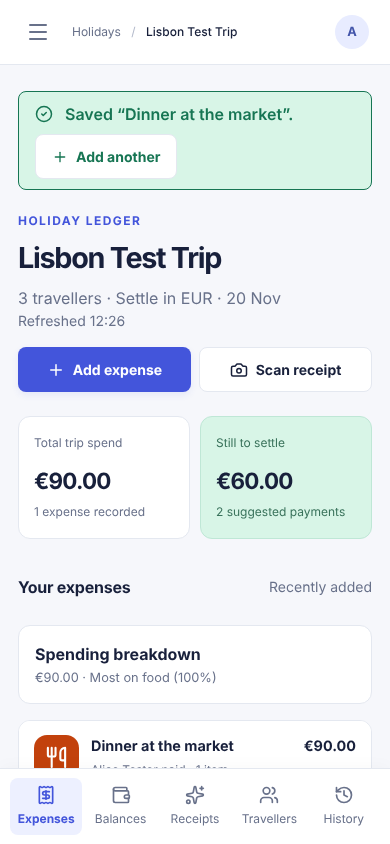 Holidays / Lisbon Test Trip
A
Saved “Dinner at the market”.
Add another
HOLIDAY LEDGER
Lisbon Test Trip
3 travellers · Settle in EUR · 20 Nov
Refreshed 12:26
Add expense
Scan receipt
Total trip spend
€90.00
1 expense recorded
Still to settle
€60.00
2 suggested payments
Your expenses
Recently added
Spending breakdown
€90.00 · Most on food (100%)
Dinner at the market
€90.00
Expenses
Balances
Receipts
Travellers
History